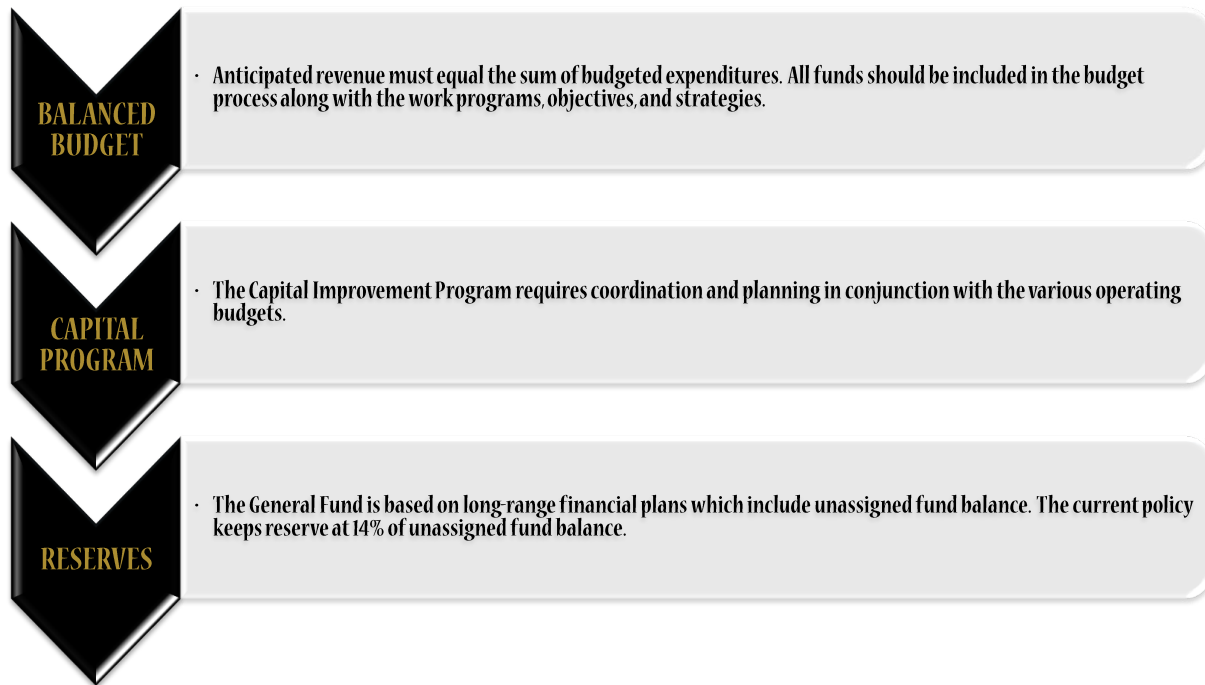 BALANCED
BUDGET
· Anticipated revenue must equal the sum of budgeted expenditures. All funds should be included in the budget
process along with the work programs, objectives, and strategies.
CAPITAL
PROGRAM
· The Capital Improvement Program requires coordination and planning in conjunction with the various operating
budgets.
RESERVES
· The General Fund is based on long-range financial plans which include unassigned fund balance. The current policy
keeps reserve at 14% of unassigned fund balance.